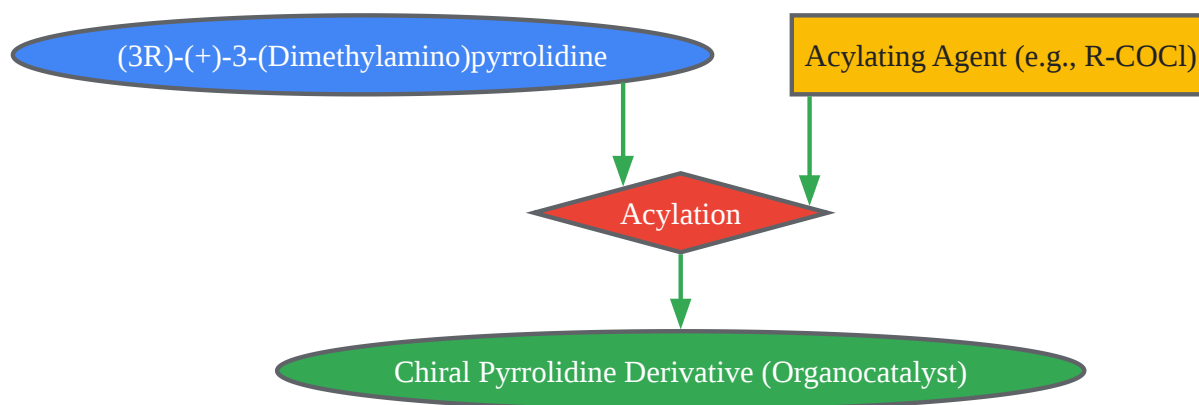 (3R)-(+)-3-(Dimethylamino)pyrrolidine
Acylating Agent (e.g., R-COCl)
Acylation
Chiral Pyrrolidine Derivative (Organocatalyst)